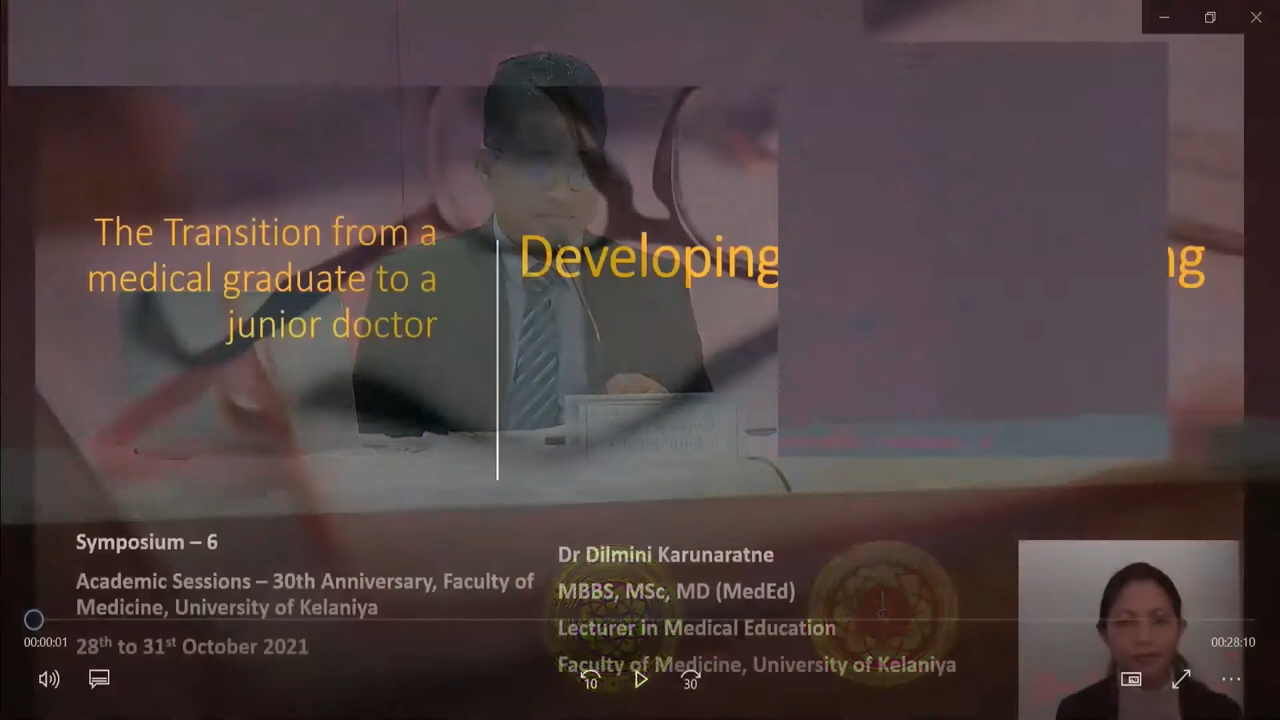 The Transition from a
medical graduate to a
junior doctor
Developing
ng
Symposium – 6
Academic Sessions – 30th Anniversary, Faculty of
Medicine, University of Kelaniya
28th to 31st October 2021
Dr Dilmini Karunaratne
MBBS, MSc, MD (MedEd)
Lecturer in Medical Education
Faculty of Medicine, University of Kelaniya
00:00:01
00:28:10
10
30